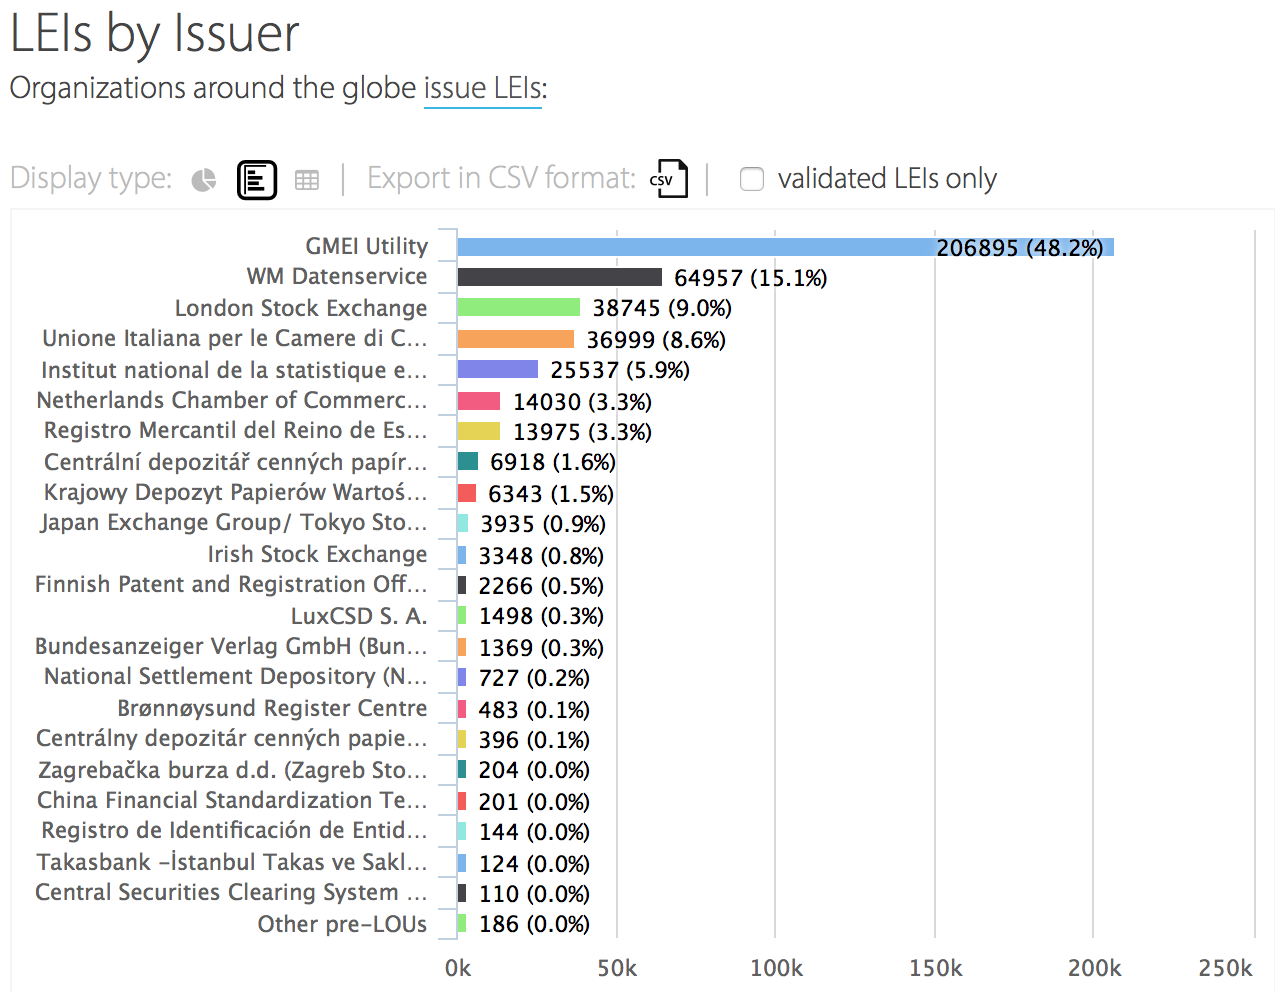 LEIs by Issuer
Organizations around the globe issue LEIs:
Display type: Export in CSV format: CSV validated LEIs only
GMEI Utility 206895 (48.2%)
WM Datenservice 64957 (15.1%)
London Stock Exchange 38745 (9.0%)
Unione Italiana per le Camere di C... 36999 (8.6%)
Institut national de la statistique e... 25537 (5.9%)
Netherlands Chamber of Commerc... 14030 (3.3%)
Registro Mercantil del Reino de Es... 13975 (3.3%)
Centrální depozitář cenných papír... 6918 (1.6%)
Krajowy Depozyt Papierów Wartoś... 6343 (1.5%)
Japan Exchange Group/ Tokyo Sto... 3935 (0.9%)
Irish Stock Exchange 3348 (0.8%)
Finnish Patent and Registration Off... 2266 (0.5%)
LuxCSD S. A. 1498 (0.3%)
Bundesanzeiger Verlag GmbH (Bun... 1369 (0.3%)
National Settlement Depository (N... 727 (0.2%)
Brønnøysund Register Centre 483 (0.1%)
Centrálny depozitár cenných papie... 396 (0.1%)
Zagrebačka burza d.d. (Zagreb Sto... 204 (0.0%)
China Financial Standardization Te... 201 (0.0%)
Registro de Identificación de Entid... 144 (0.0%)
Takasbank -İstanbul Takas ve Sakl... 124 (0.0%)
Central Securities Clearing System ... 110 (0.0%)
Other pre-LOUs 186 (0.0%)
0k 50k 100k 150k 200k 250k